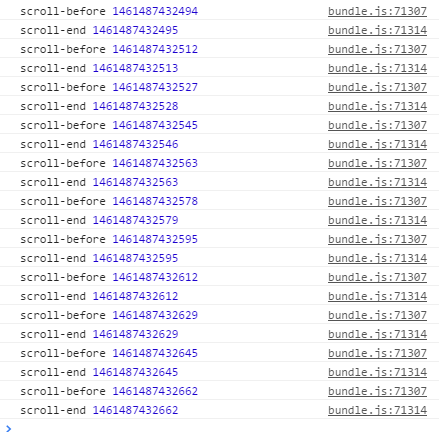 scroll-before 1461487432494 bundle.js:71307
scroll-end 1461487432495 bundle.js:71314
scroll-before 1461487432512 bundle.js:71307
scroll-end 1461487432513 bundle.js:71314
scroll-before 1461487432527 bundle.js:71307
scroll-end 1461487432528 bundle.js:71314
scroll-before 1461487432545 bundle.js:71307
scroll-end 1461487432546 bundle.js:71314
scroll-before 1461487432563 bundle.js:71307
scroll-end 1461487432563 bundle.js:71314
scroll-before 1461487432578 bundle.js:71307
scroll-end 1461487432579 bundle.js:71314
scroll-before 1461487432595 bundle.js:71307
scroll-end 1461487432595 bundle.js:71314
scroll-before 1461487432612 bundle.js:71307
scroll-end 1461487432612 bundle.js:71314
scroll-before 1461487432629 bundle.js:71307
scroll-end 1461487432629 bundle.js:71314
scroll-before 1461487432645 bundle.js:71307
scroll-end 1461487432645 bundle.js:71314
scroll-before 1461487432662 bundle.js:71307
scroll-end 1461487432662 bundle.js:71314